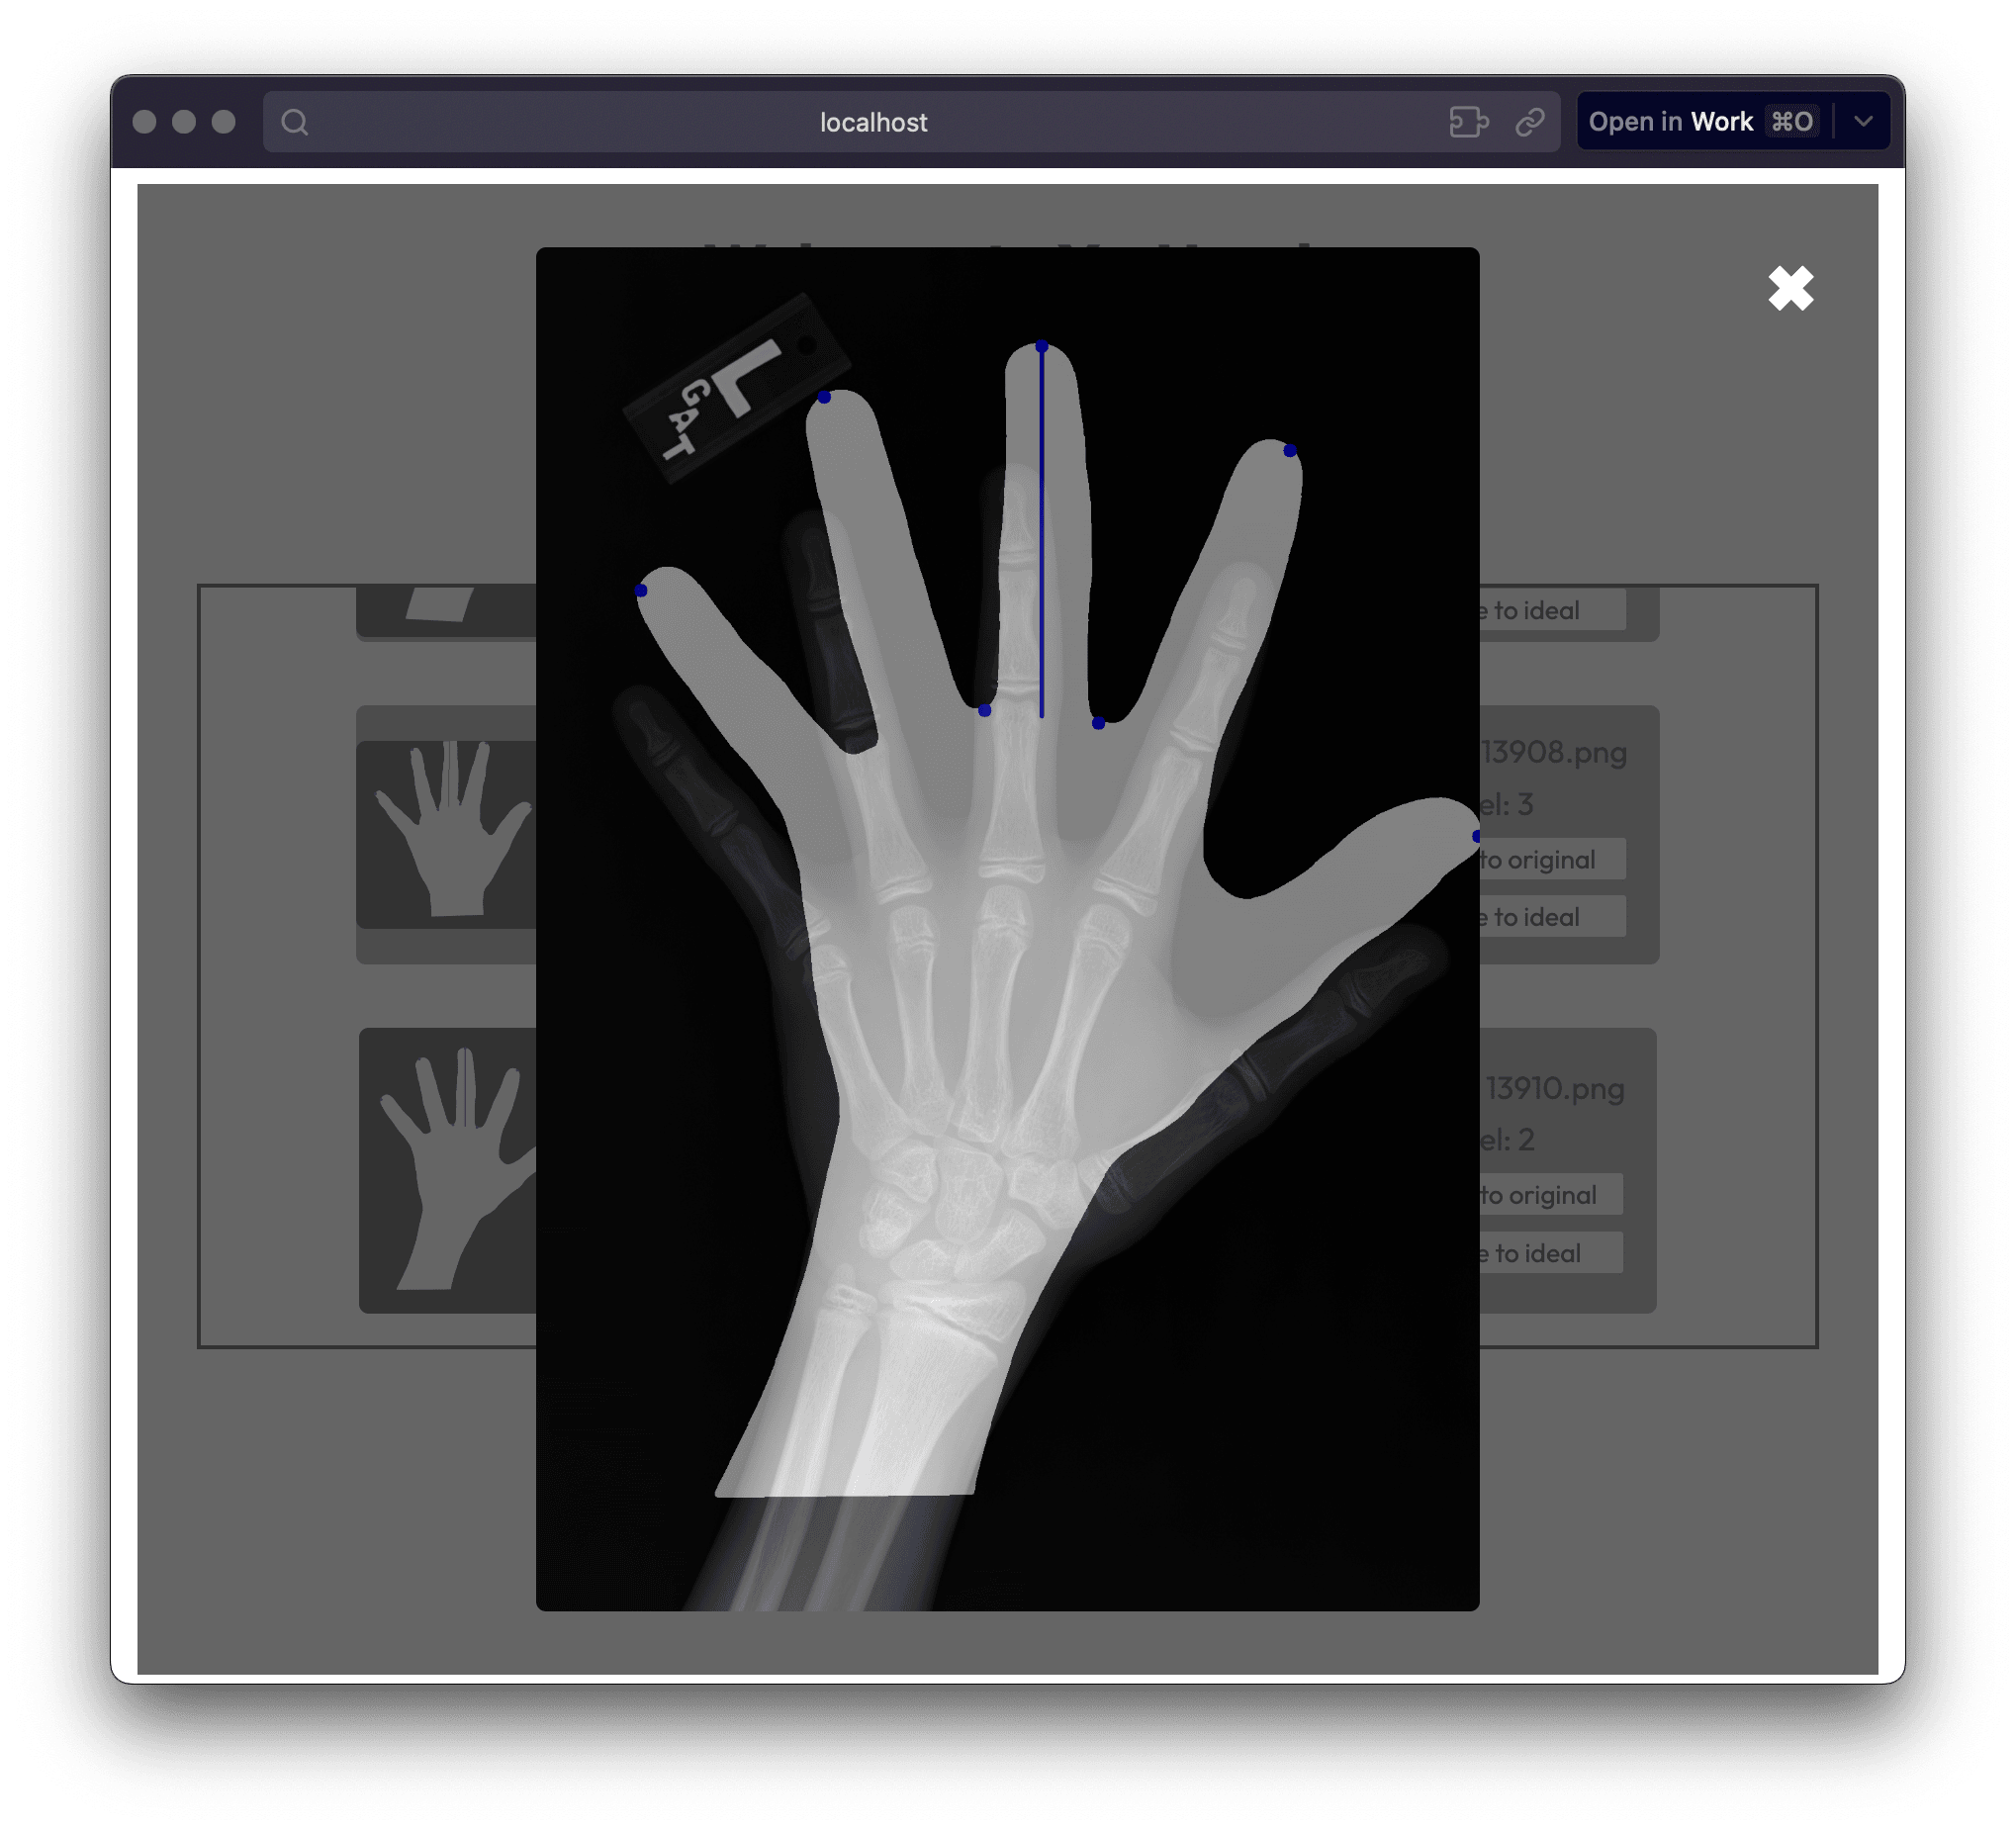 localhost
Open in Work ⌘O
L
GAT
e to ideal
13908.png
el: 3
to original
e to ideal
13910.png
el: 2
to original
e to ideal